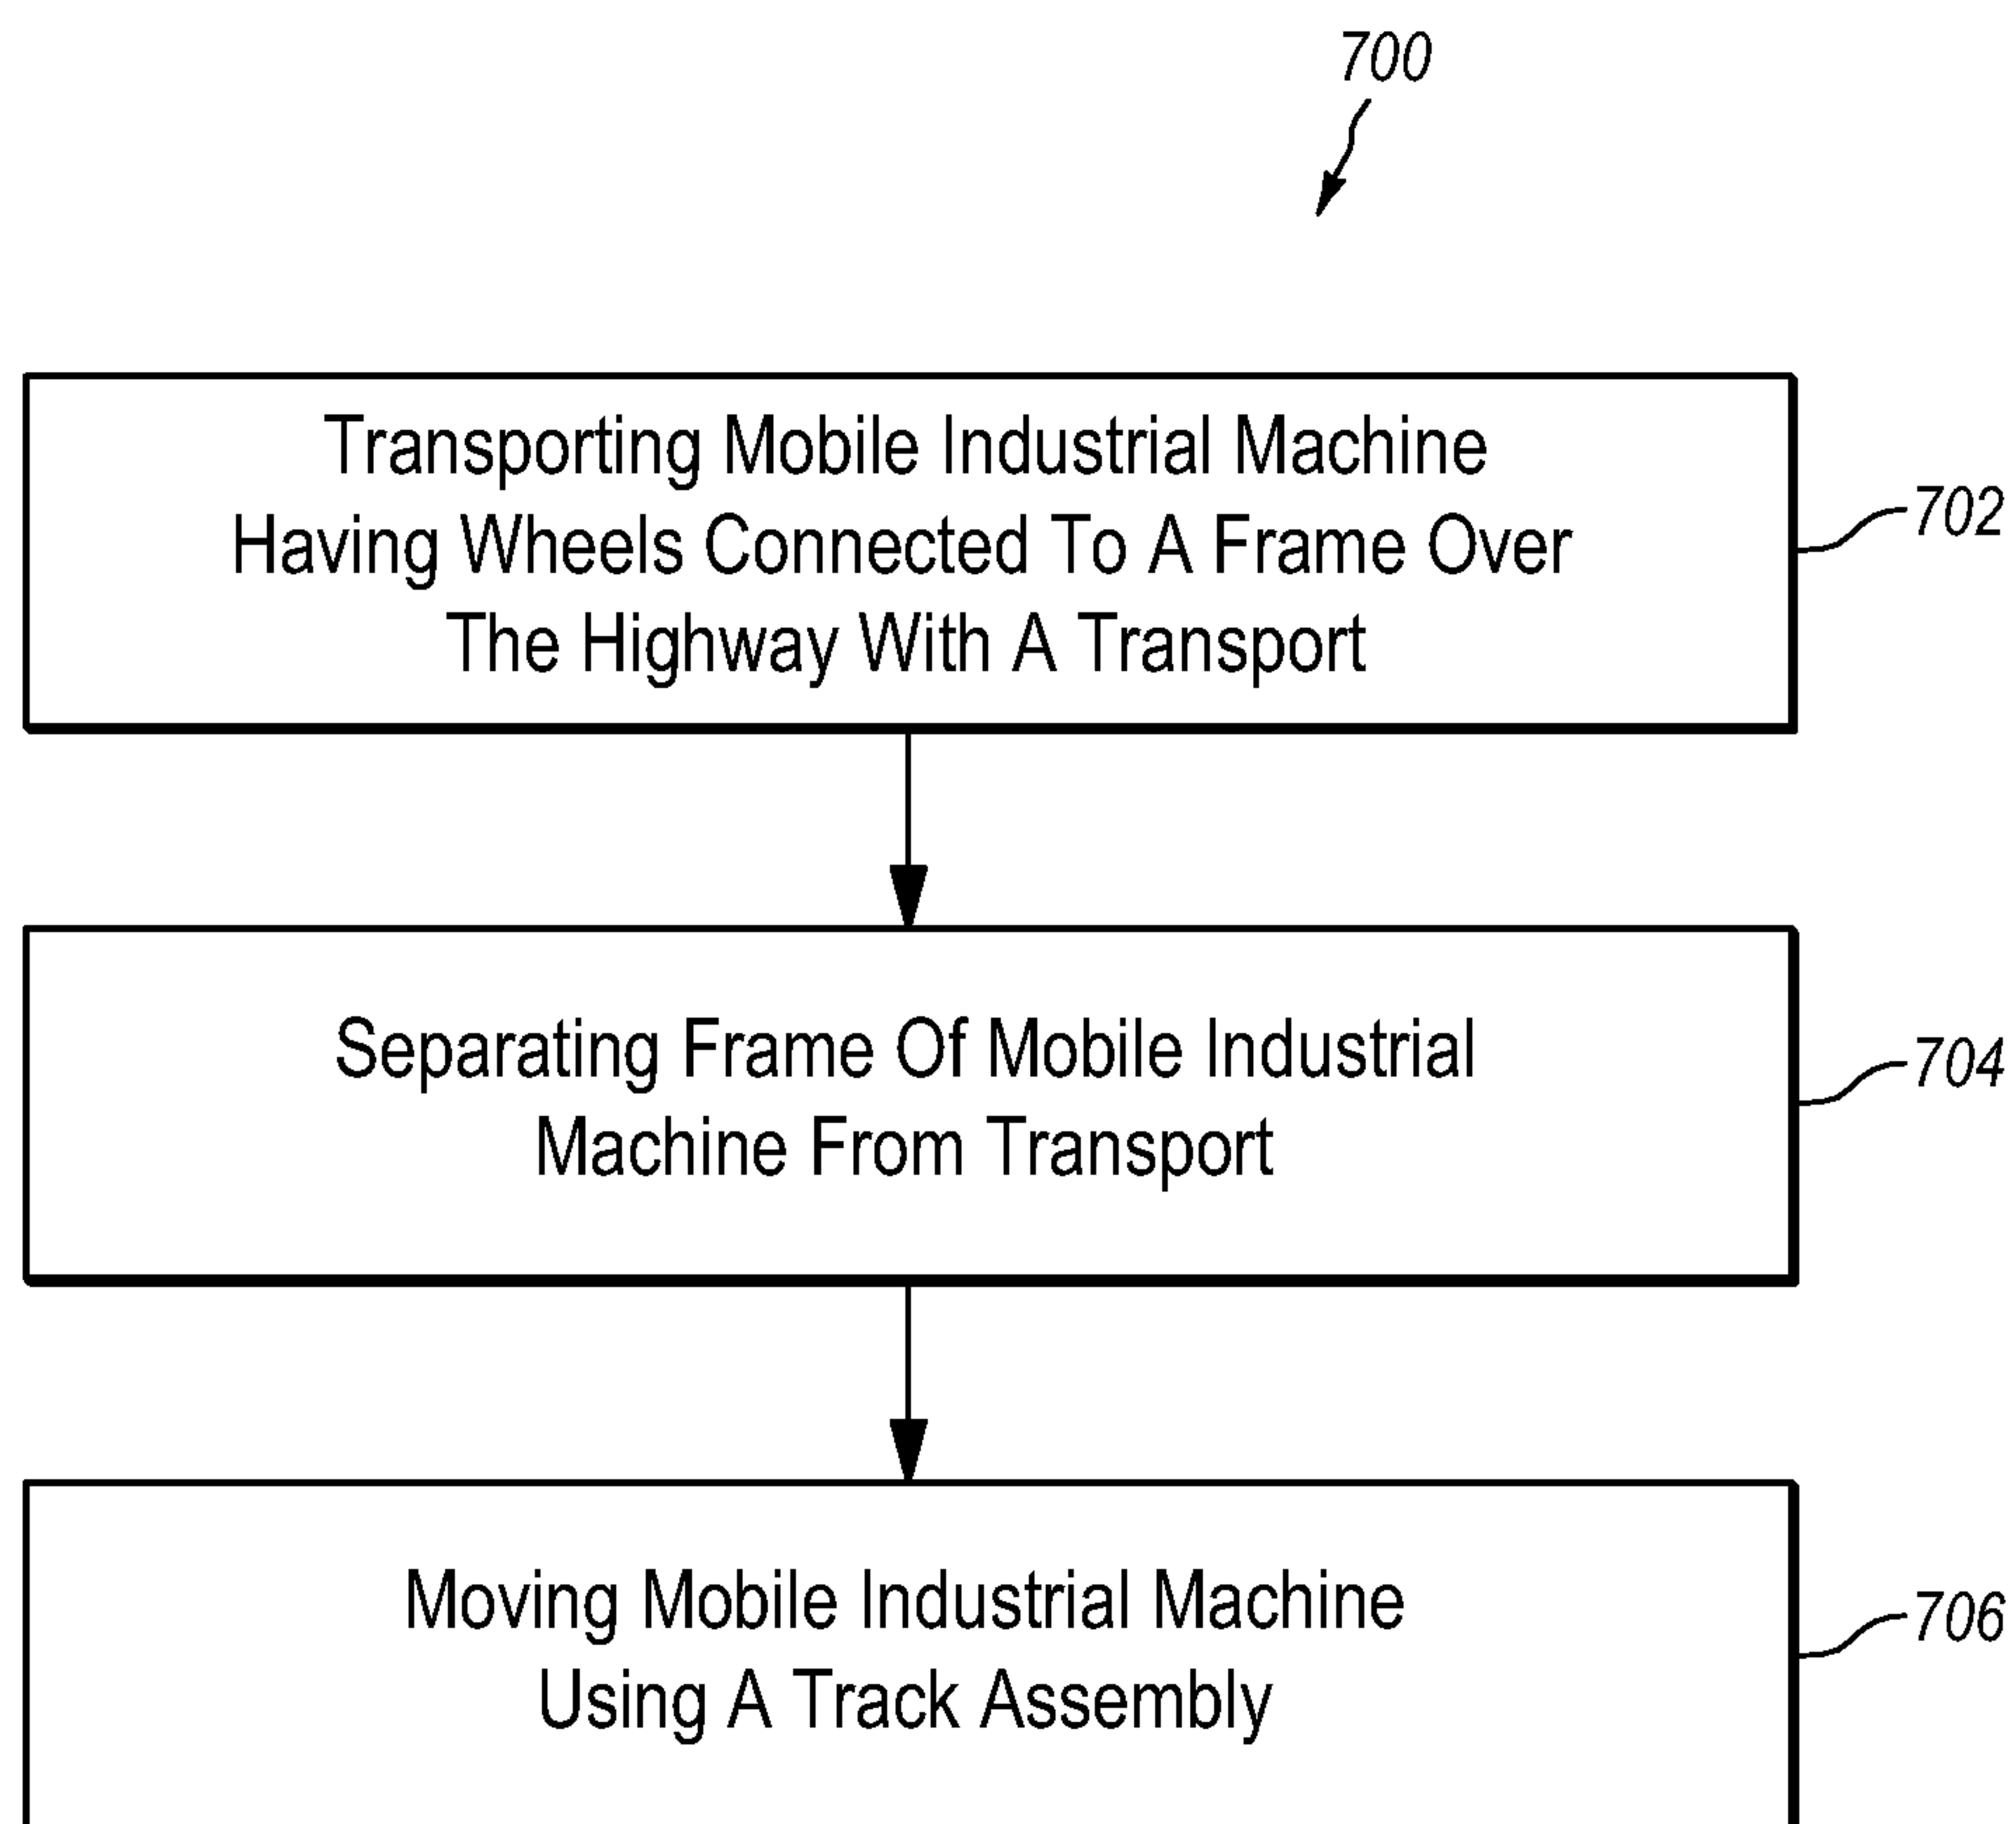 700
Transporting Mobile Industrial Machine
Having Wheels Connected To A Frame Over
The Highway With A Transport
702
Separating Frame Of Mobile Industrial
Machine From Transport
704
Moving Mobile Industrial Machine
Using A Track Assembly
706